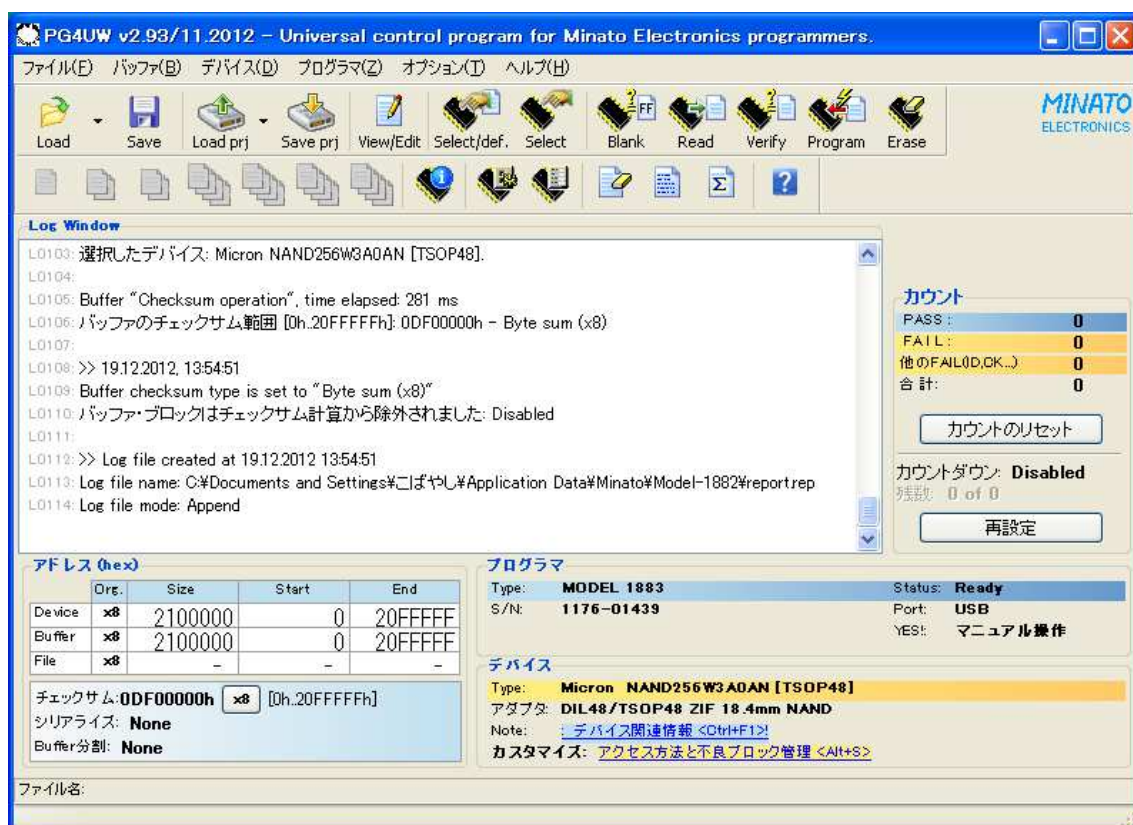 PG4UW v2.93/11.2012 - Universal control program for Minato Electronics programmers.
ファイル(F) バッファ(B) デバイス(D) プログラマ(Z) オプション(T) ヘルプ(H)
Load Save Load prj Save prj View/Edit Select/def. Select Blank Read Verify Program Erase
MINATO
ELECTRONICS
Log Window
L0103: 選択したデバイス: Micron NAND256W3A0AN [TSOP48].
L0104:
L0105: Buffer "Checksum operation", time elapsed: 281 ms
L0106: バッファのチェックサム範囲 [0h..20FFFFFh]: 0DF00000h - Byte sum (x8)
L0107:
L0108: >> 19.12.2012, 13:54:51
L0109: Buffer checksum type is set to "Byte sum (x8)"
L0110: バッファ・ブロックはチェックサム計算から除外されました: Disabled
L0111:
L0112: >> Log file created at 19.12.2012 13:54:51
L0113: Log file name: C:¥Documents and Settings¥こばやし¥Application Data¥Minato¥Model-1882¥report.rep
L0114: Log file mode: Append
カウント
PASS: 0
FAIL: 0
他のFAIL(ID,CK...) 0
合計: 0
カウントのリセット
カウントダウン: Disabled
残数: 0 of 0
再設定
アドレス (hex)
Org. Size Start End
Device x8 2100000 0 20FFFFF
Buffer x8 2100000 0 20FFFFF
File x8 - - -
チェックサム:0DF00000h x8 [0h..20FFFFFh]
シリアライズ: None
Buffer分割: None
プログラマ
Type: MODEL 1883 Status: Ready
S/N: 1176-01439 Port: USB
YES!: マニュアル操作
デバイス
Type: Micron NAND256W3A0AN [TSOP48]
アダプタ: DIL48/TSOP48 ZIF 18.4mm NAND
Note: : デバイス関連情報 <Ctrl+F1>!
カスタマイズ: アクセス方法と不良ブロック管理 <Alt+S>
ファイル名: